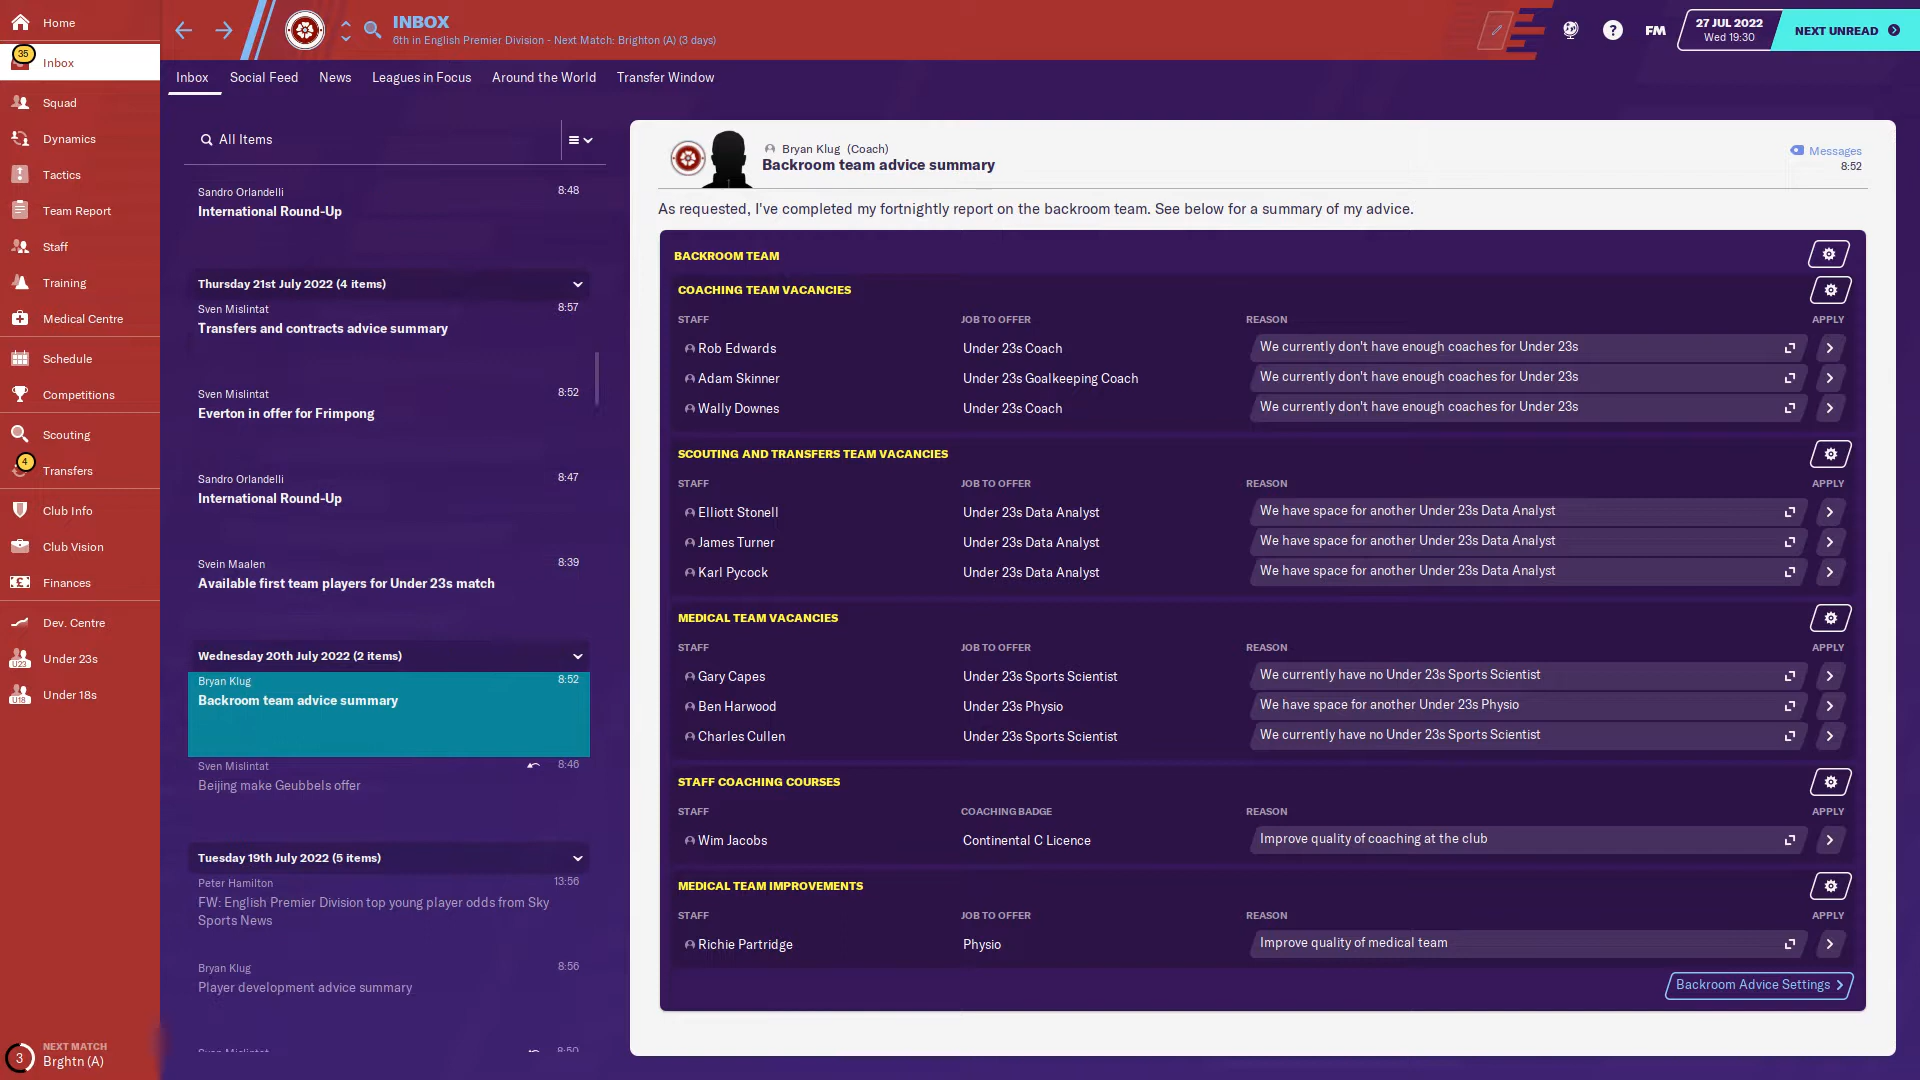 Home
35
Inbox
Squad
Dynamics
Tactics
Team Report
Staff
Training
Medical Centre
Schedule
Competitions
Scouting
4
Transfers
Club Info
Club Vision
Finances
Dev. Centre
U23
Under 23s
U18
Under 18s
3
NEXT MATCH
Brghtn (A)
INBOX
6th in English Premier Division - Next Match: Brighton (A) (3 days)
?
FM
27 JUL 2022
Wed 19:30
NEXT UNREAD
Inbox Social Feed News Leagues in Focus Around the World Transfer Window
All Items
Sandro Orlandelli 8:48
International Round-Up
Thursday 21st July 2022 (4 items)
Sven Mislintat 8:57
Transfers and contracts advice summary
Sven Mislintat 8:52
Everton in offer for Frimpong
Sandro Orlandelli 8:47
International Round-Up
Svein Maalen 8:39
Available first team players for Under 23s match
Wednesday 20th July 2022 (2 items)
Bryan Klug 8:52
Backroom team advice summary
Sven Mislintat 8:46
Beijing make Geubbels offer
Tuesday 19th July 2022 (5 items)
Peter Hamilton 13:56
FW: English Premier Division top young player odds from Sky
Sports News
Bryan Klug 8:56
Player development advice summary
Sven Mislintat 8:50
Bryan Klug (Coach)
Backroom team advice summary
Messages
8:52
As requested, I've completed my fortnightly report on the backroom team. See below for a summary of my advice.
BACKROOM TEAM
COACHING TEAM VACANCIES
STAFF JOB TO OFFER REASON APPLY
Rob Edwards Under 23s Coach We currently don't have enough coaches for Under 23s
Adam Skinner Under 23s Goalkeeping Coach We currently don't have enough coaches for Under 23s
Wally Downes Under 23s Coach We currently don't have enough coaches for Under 23s
SCOUTING AND TRANSFERS TEAM VACANCIES
STAFF JOB TO OFFER REASON APPLY
Elliott Stonell Under 23s Data Analyst We have space for another Under 23s Data Analyst
James Turner Under 23s Data Analyst We have space for another Under 23s Data Analyst
Karl Pycock Under 23s Data Analyst We have space for another Under 23s Data Analyst
MEDICAL TEAM VACANCIES
STAFF JOB TO OFFER REASON APPLY
Gary Capes Under 23s Sports Scientist We currently have no Under 23s Sports Scientist
Ben Harwood Under 23s Physio We have space for another Under 23s Physio
Charles Cullen Under 23s Sports Scientist We currently have no Under 23s Sports Scientist
STAFF COACHING COURSES
STAFF COACHING BADGE REASON APPLY
Wim Jacobs Continental C Licence Improve quality of coaching at the club
MEDICAL TEAM IMPROVEMENTS
STAFF JOB TO OFFER REASON APPLY
Richie Partridge Physio Improve quality of medical team
Backroom Advice Settings